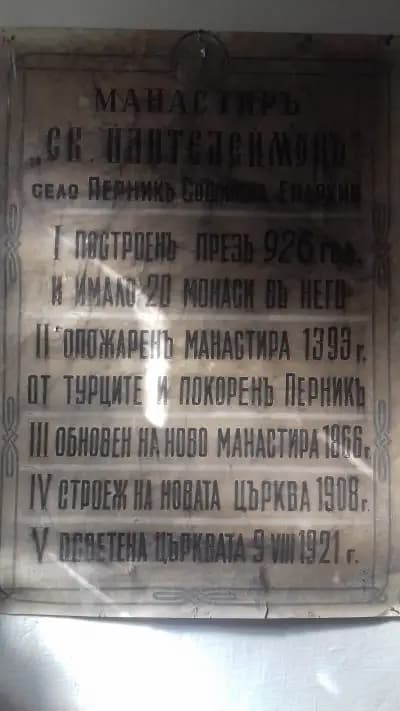 МАНАСТИРЪ
„СВ. ПАНТЕЛЕЙМОНЪ"
СЕЛО ПЕРНИКЪ СОФИЙСКА ЕПАРХИЯ
I ПОСТРОЕНЪ ПРЕЗЪ 926 ГОД.
И ИМАЛО 20 МОНАСИ ВЪ НЕГО
II ОПОЖАРЕНЪ МАНАСТИРА 1393 г.
ОТ ТУРЦИТЕ И ПОКОРЕНЪ ПЕРНИКЪ
III ОБНОВЕН НА НОВО МАНАСТИРА 1866 г.
IV СТРОЕЖ НА НОВАТА ЦЪРКВА 1908 г.
V ОСВЕТЕНА ЦЪРКВАТА 9 VIII 1921 г.